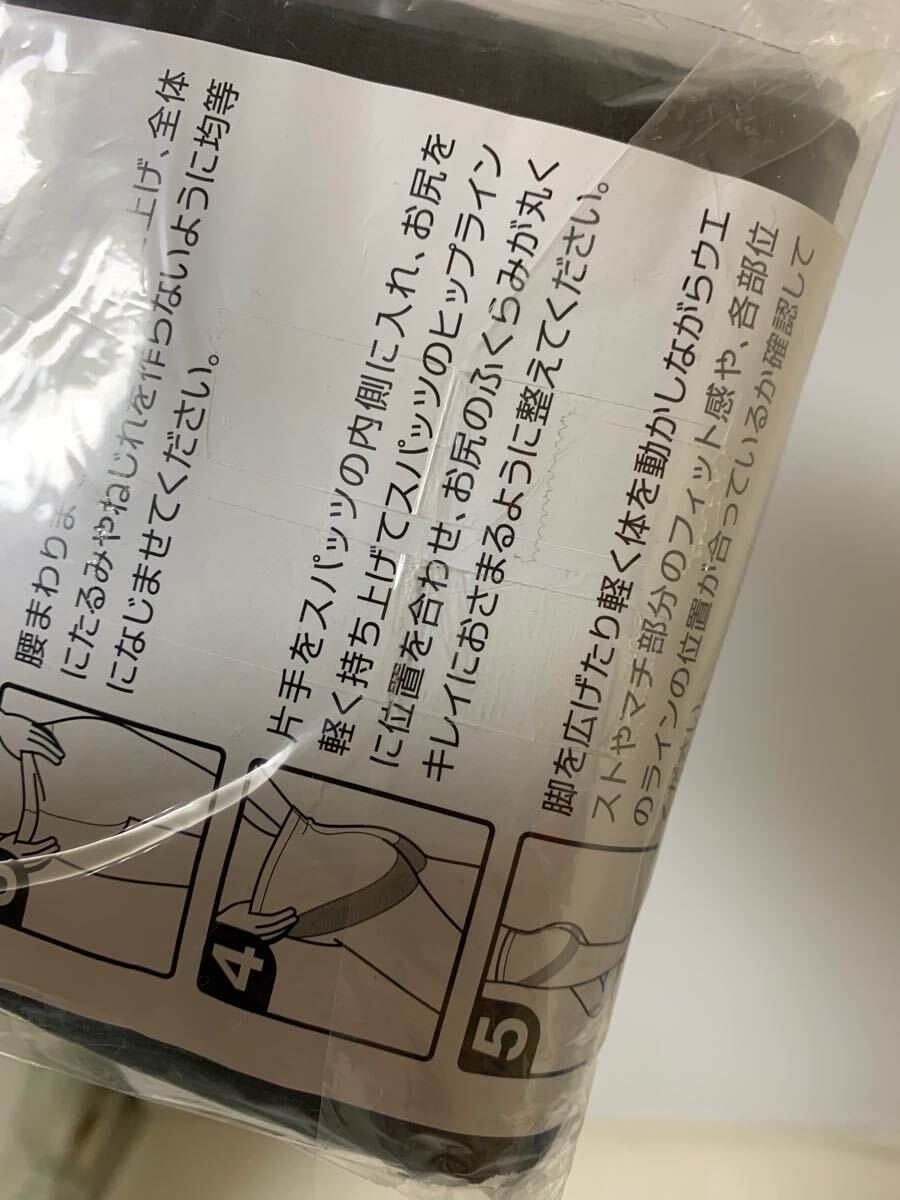 腰まわりま 上げ、全体
にたるみやねじれを作らないように均等
になじませてください。
4
片手をスパッツの内側に入れ、お尻を
軽く持ち上げてスパッツのヒップライン
に位置を合わせ、お尻のふくらみが丸く
キレイにおさまるように整えてください。
5
脚を広げたり軽く体を動かしながらウエ
ストやマチ部分のフィット感や、各部位
のラインの位置が合っているか確認して